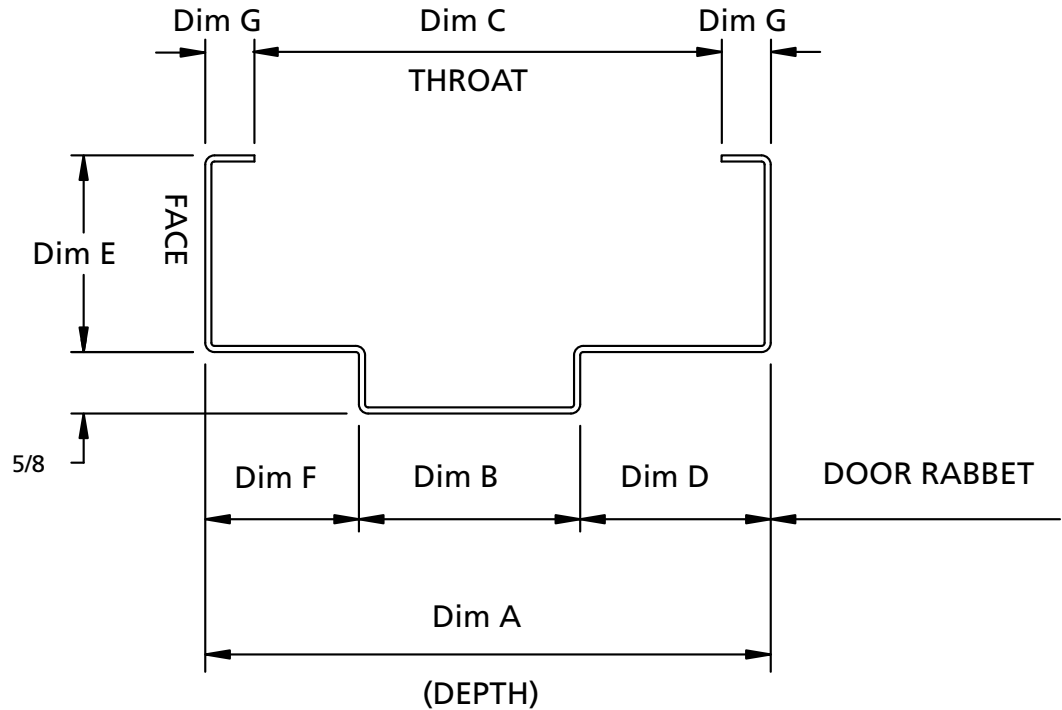 Dim G
Dim C
Dim G
THROAT
FACE
Dim E
5/8
Dim F
Dim B
Dim D
DOOR RABBET
Dim A
(DEPTH)